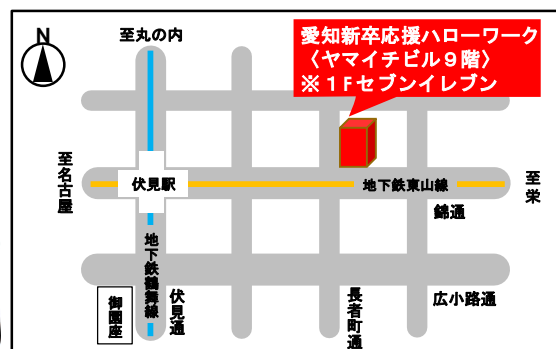 N
至丸の内
愛知新卒応援ハローワーク
〈ヤマイチビル９階〉
※１Fセブンイレブン
至名古屋
伏見駅
地下鉄東山線
至栄
錦通
地下鉄鶴舞線
伏見通
御園座
長者町通
広小路通